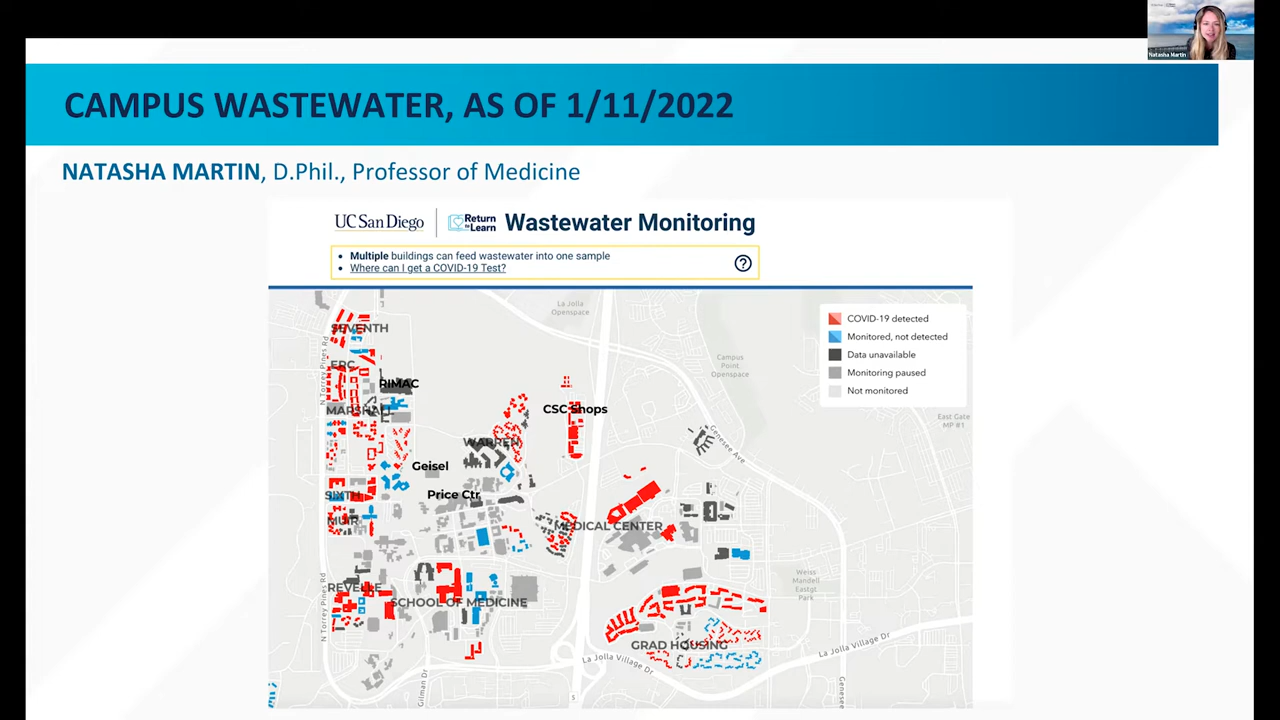 Natasha Martin
CAMPUS WASTEWATER, AS OF 1/11/2022
NATASHA MARTIN, D.Phil., Professor of Medicine
UC San Diego
Return to Learn
Wastewater Monitoring
• Multiple buildings can feed wastewater into one sample
• Where can I get a COVID-19 Test?
?
La Jolla
Openspace
COVID-19 detected
Monitored, not detected
Data unavailable
Monitoring paused
Not monitored
SEVENTH
N Torrey Pines Rd
ERC
Campus
Point
Openspace
RIMAC
MARSHALL
CSC Shops
East Gate
MP #1
WARREN
Genesee Ave
Geisel
SIXTH
Price Ctr
MUIR
MEDICAL CENTER
REVELLE
Weiss
Mandell
Eastgt
Park
N Torrey Pines Rd
SCHOOL OF MEDICINE
GRAD HOUSING
La Jolla Village Dr
La Jolla Village Dr
Gilman Dr
Genesee
S